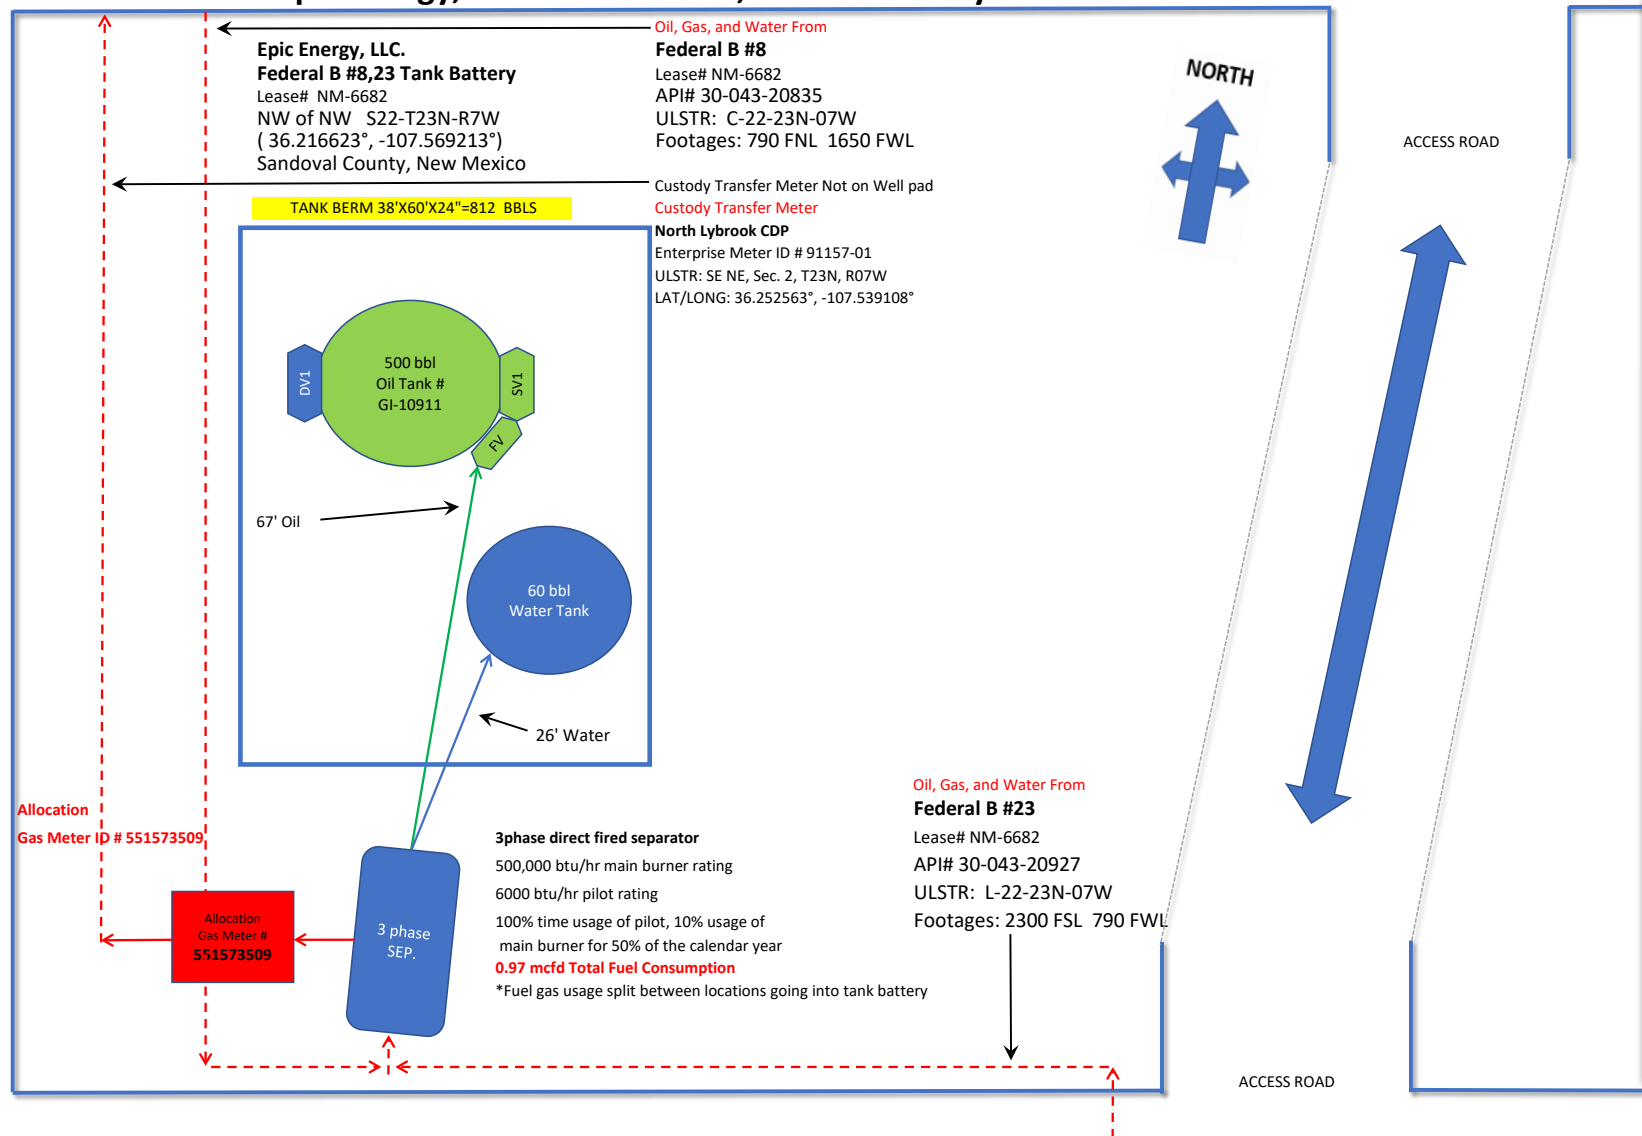 Oil, Gas, and Water From
Epic Energy, LLC.
Federal B #8,23 Tank Battery
Lease# NM-6682
NW of NW S22-T23N-R7W
( 36.216623°, -107.569213°)
Sandoval County, New Mexico
Federal B #8
Lease# NM-6682
API# 30-043-20835
ULSTR: C-22-23N-07W
Footages: 790 FNL 1650 FWL
NORTH
ACCESS ROAD
Custody Transfer Meter Not on Well pad
TANK BERM 38'X60'X24"=812 BBLS
Custody Transfer Meter
North Lybrook CDP
Enterprise Meter ID # 91157-01
ULSTR: SE NE, Sec. 2, T23N, R07W
LAT/LONG: 36.252563°, -107.539108°
DV1
500 bbl
Oil Tank #
GI-10911
SV1
FV
67' Oil
60 bbl
Water Tank
26' Water
Allocation
Gas Meter ID # 551573509
Allocation
Gas Meter #
551573509
3 phase
SEP.
3phase direct fired separator
500,000 btu/hr main burner rating
6000 btu/hr pilot rating
100% time usage of pilot, 10% usage of
main burner for 50% of the calendar year
0.97 mcfd Total Fuel Consumption
*Fuel gas usage split between locations going into tank battery
Oil, Gas, and Water From
Federal B #23
Lease# NM-6682
API# 30-043-20927
ULSTR: L-22-23N-07W
Footages: 2300 FSL 790 FWL
ACCESS ROAD